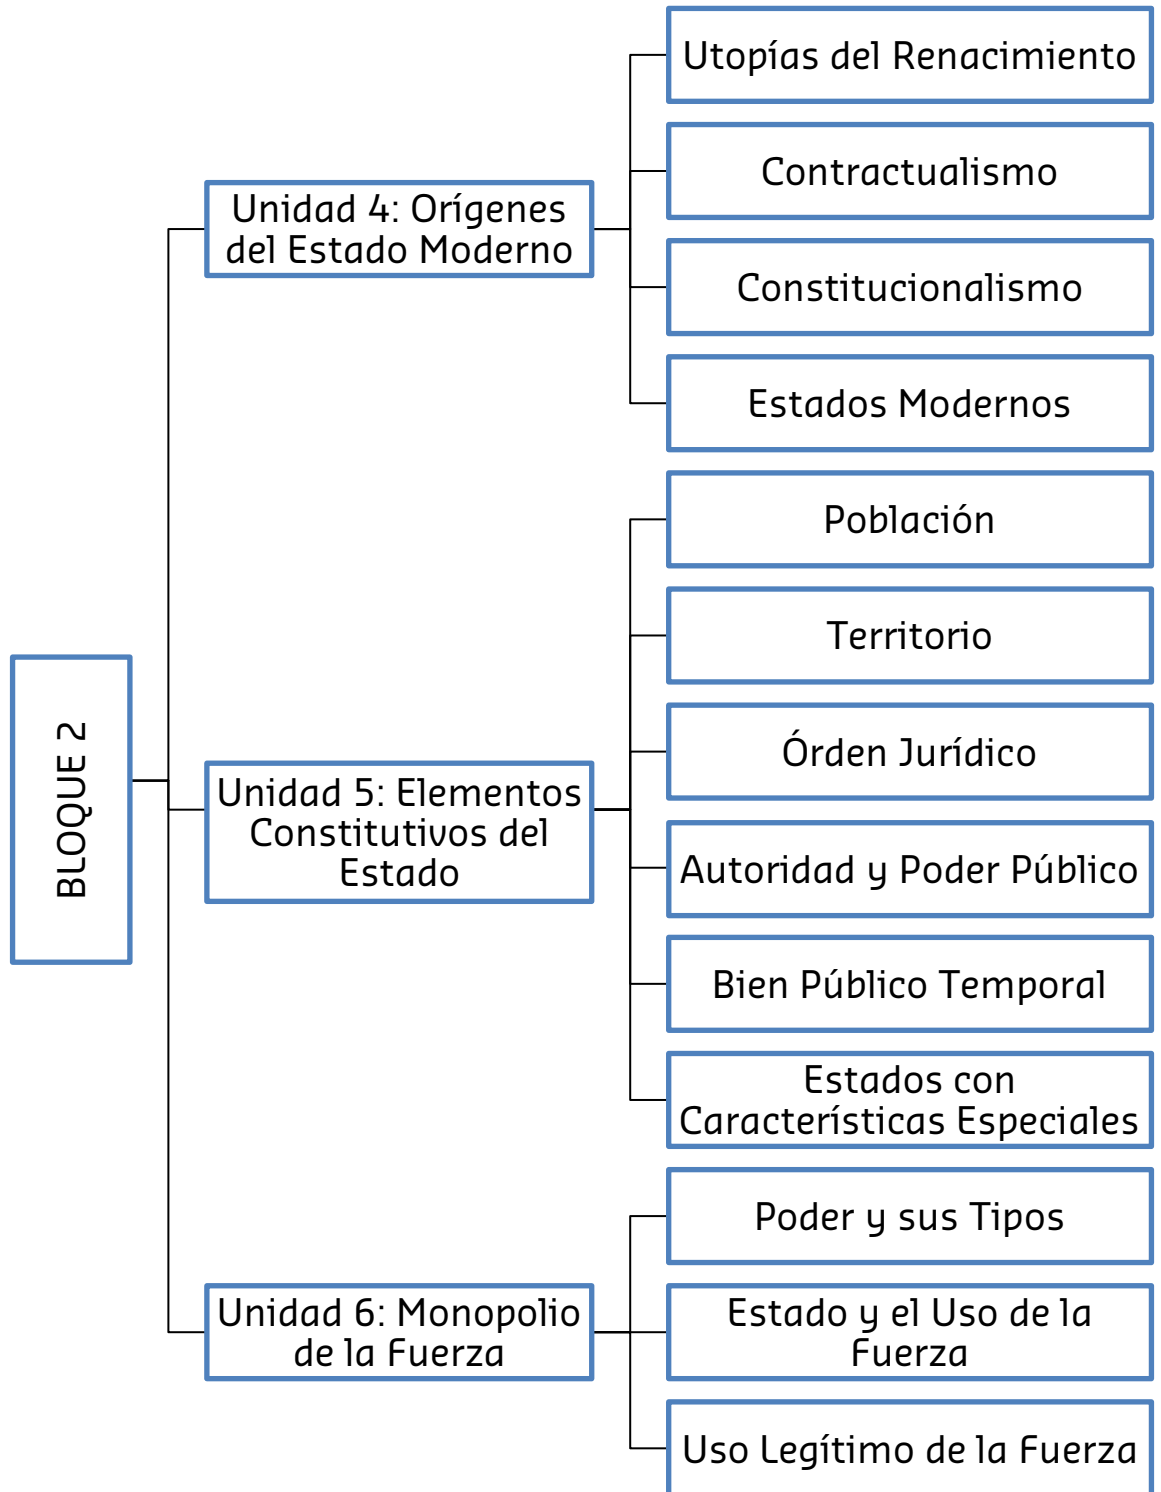 BLOQUE 2
Unidad 4: Orígenes
del Estado Moderno
Utopías del Renacimiento
Contractualismo
Constitucionalismo
Estados Modernos
Unidad 5: Elementos
Constitutivos del
Estado
Población
Territorio
Órden Jurídico
Autoridad y Poder Público
Bien Público Temporal
Estados con
Características Especiales
Unidad 6: Monopolio
de la Fuerza
Poder y sus Tipos
Estado y el Uso de la
Fuerza
Uso Legítimo de la Fuerza